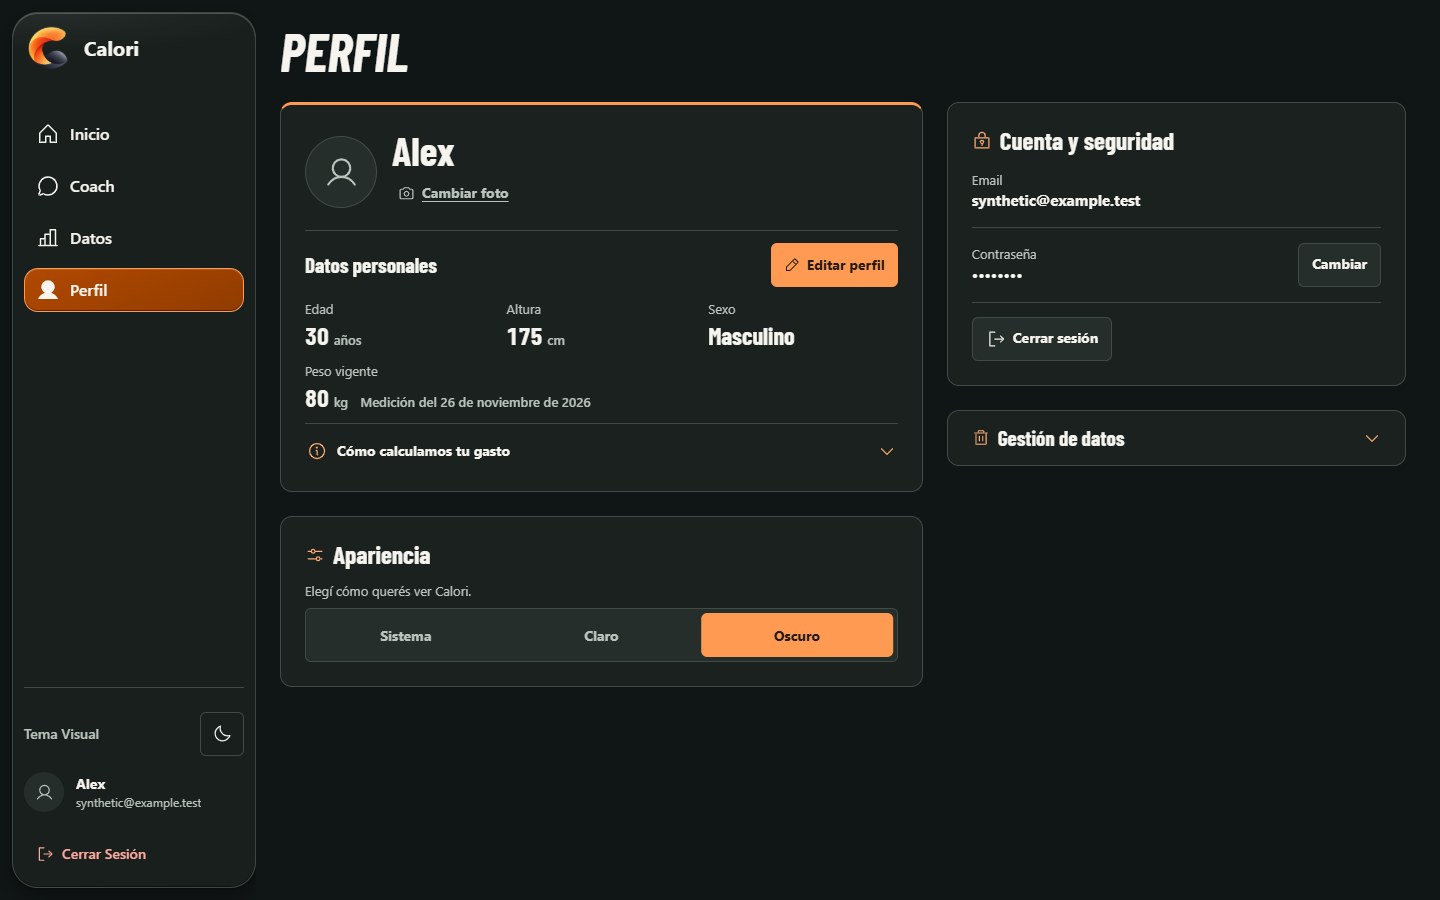 Calori
Inicio
Coach
Datos
Perfil
Tema Visual
Alex
synthetic@example.test
Cerrar Sesión
PERFIL
Alex
Cambiar foto
Datos personales
Editar perfil
Edad
30 años
Altura
175 cm
Sexo
Masculino
Peso vigente
80 kg Medición del 26 de noviembre de 2026
Cómo calculamos tu gasto
Apariencia
Elegí cómo querés ver Calori.
Sistema
Claro
Oscuro
Cuenta y seguridad
Email
synthetic@example.test
Contraseña
••••••••
Cambiar
Cerrar sesión
Gestión de datos